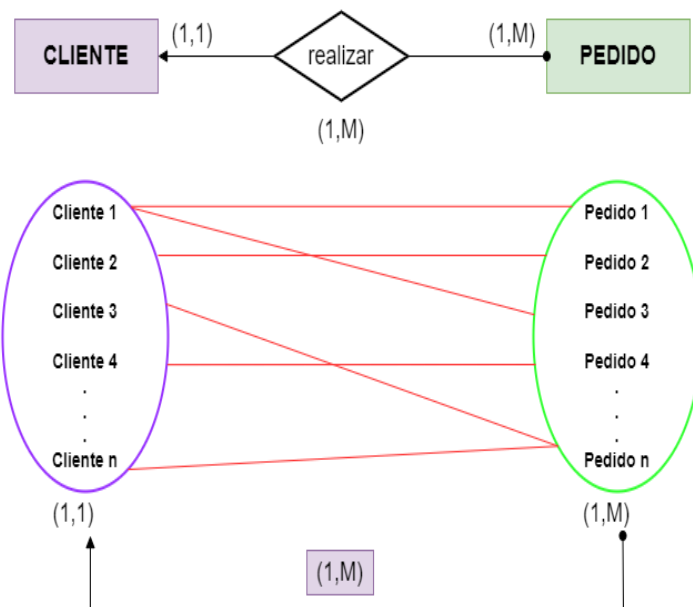 CLIENTE (1,1) realizar (1,M) PEDIDO
(1,M)
Cliente 1 Pedido 1
Cliente 2 Pedido 2
Cliente 3 Pedido 3
Cliente 4 Pedido 4
. .
. .
. .
Cliente n Pedido n
(1,1) (1,M)
(1,M)